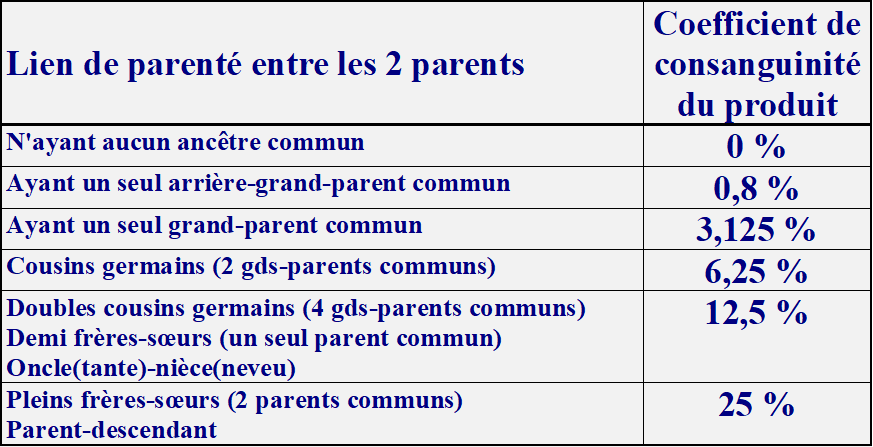 Lien de parenté entre les 2 parents
Coefficient de
consanguinité
du produit
N'ayant aucun ancêtre commun
0 %
Ayant un seul arrière-grand-parent commun
0,8 %
Ayant un seul grand-parent commun
3,125 %
Cousins germains (2 gds-parents communs)
6,25 %
Doubles cousins germains (4 gds-parents communs)
Demi frères-sœurs (un seul parent commun)
Oncle(tante)-nièce(neveu)
12,5 %
Pleins frères-sœurs (2 parents communs)
Parent-descendant
25 %